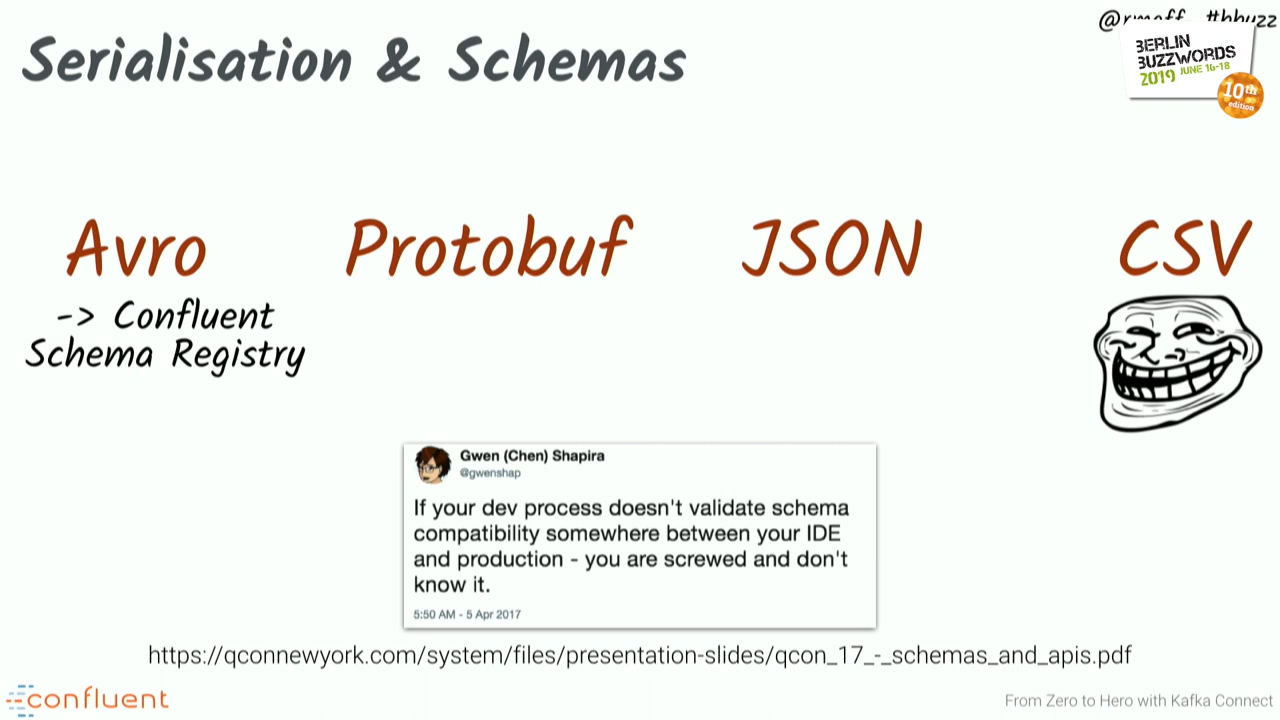 #bbuzz
Serialisation & Schemas
BERLIN
BUZZWORDS
2019 JUNE 16-18
10th
edition
Avro
Protobuf
JSON
CSV
-> Confluent
Schema Registry
Gwen (Chen) Shapira
@gwenshap
If your dev process doesn't validate schema
compatibility somewhere between your IDE
and production - you are screwed and don't
know it.
5:50 AM - 5 Apr 2017
https://qconnewyork.com/system/files/presentation-slides/qcon_17_-_schemas_and_apis.pdf
confluent
From Zero to Hero with Kafka Connect